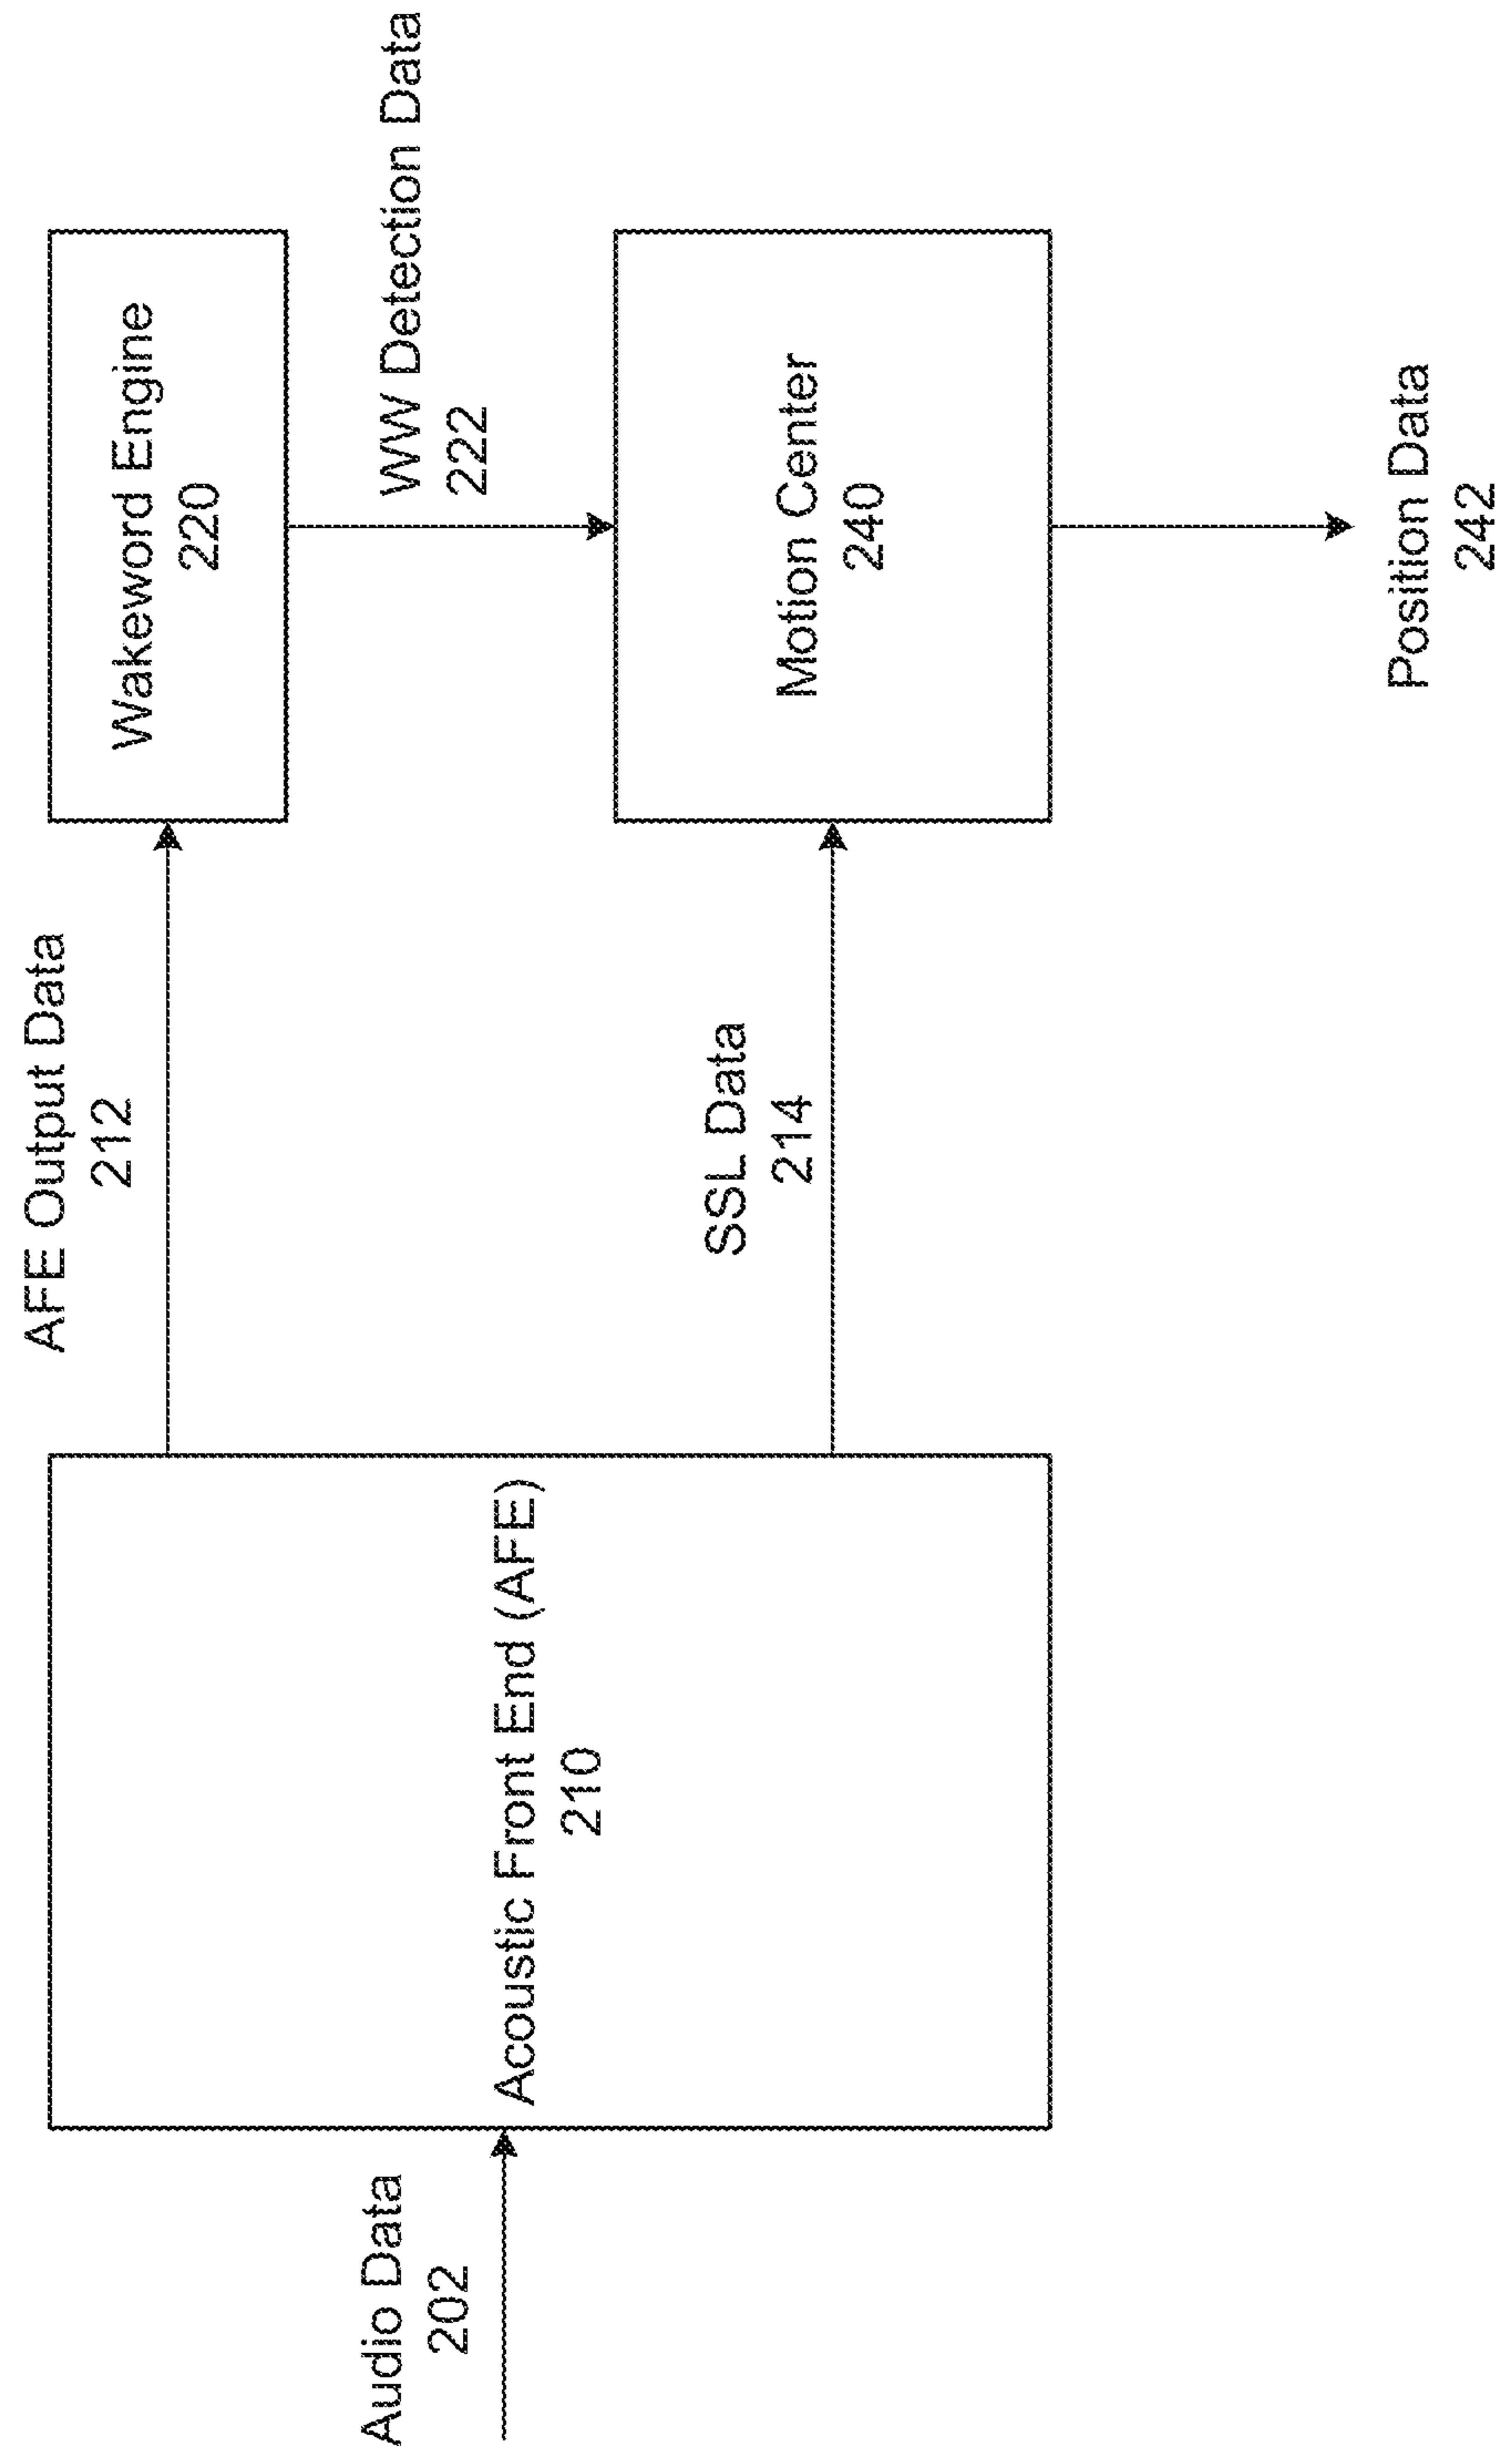 Audio Data
202
Acoustic Front End (AFE)
210
AFE Output Data
212
SSL Data
214
Wakeword Engine
220
WW Detection Data
222
Motion Center
240
Position Data
242